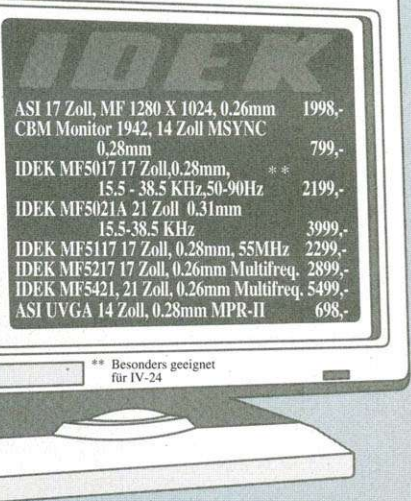 IDEK
ASI 17 Zoll, MF 1280 X 1024, 0.26mm 1998,-
CBM Monitor 1942, 14 Zoll MSYNC
0,28mm 799,-
IDEK MF5017 17 Zoll,0.28mm, **
15.5 - 38.5 KHz,50-90Hz 2199,-
IDEK MF5021A 21 Zoll 0.31mm
15.5-38.5 KHz 3999,-
IDEK MF5117 17 Zoll, 0.28mm, 55MHz 2299,-
IDEK MF5217 17 Zoll, 0.26mm Multifreq. 2899,-
IDEK MF5421, 21 Zoll, 0.26mm Multifreq. 5499,-
ASI UVGA 14 Zoll, 0.28mm MPR-II 698,-
** Besonders geeignet
für IV-24